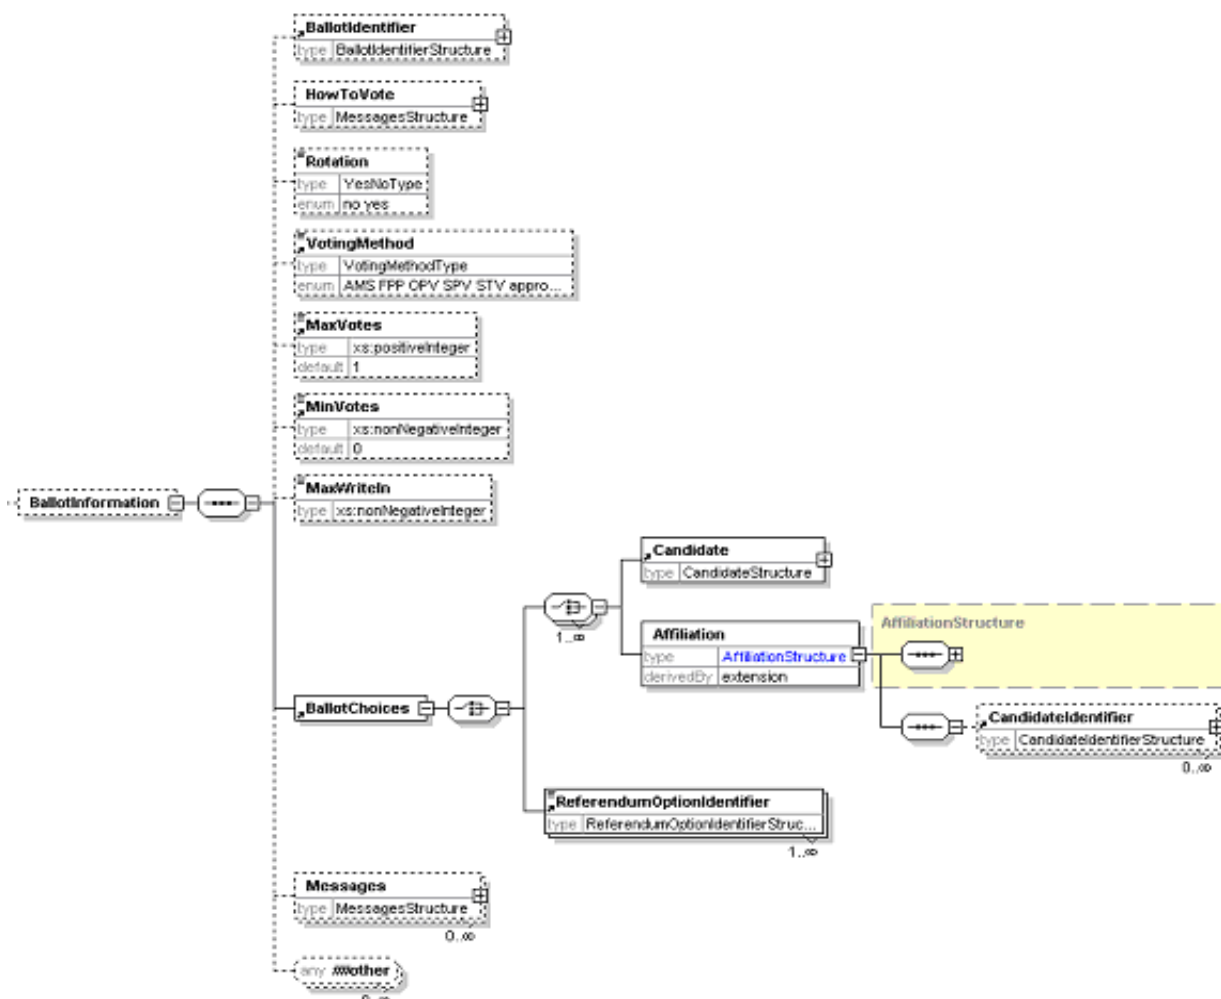 BallotIdentifier
type BallotIdentifierStructure
HowToVote
type MessagesStructure
Rotation
type YesNoType
enum no yes
VotingMethod
type VotingMethodType
enum AMS FPP OPV SPV STV appro...
MaxVotes
type xs:positiveInteger
default 1
MinVotes
type xs:nonNegativeInteger
default 0
MaxWriteIn
type xs:nonNegativeInteger
BallotInformation
Candidate
type CandidateStructure
1..∞
Affiliation
type AffiliationStructure
derivedBy extension
AffiliationStructure
BallotChoices
CandidateIdentifier
type CandidateIdentifierStructure
0..∞
ReferendumOptionIdentifier
type ReferendumOptionIdentifierStruc...
1..∞
Messages
type MessagesStructure
0..∞
any ##other
0..∞